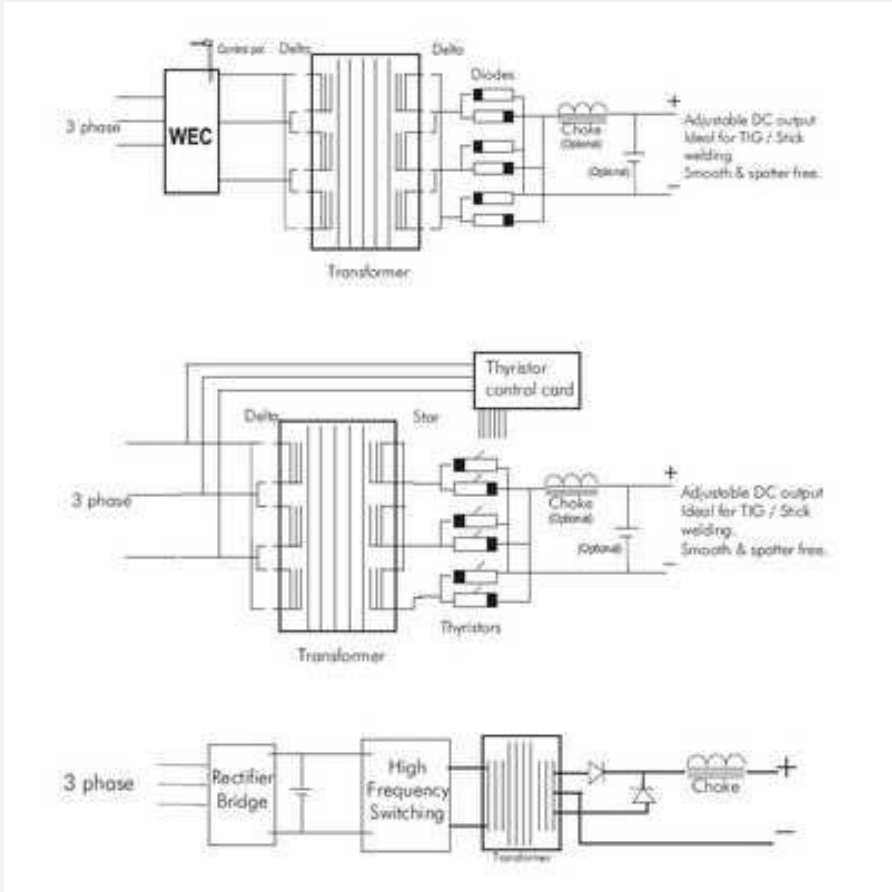 Control pot
Delta
Delta
Diodes
3 phase
WEC
+
Choke
(Optional)
(Optional)
Adjustable DC output
Ideal for TIG / Stick
welding
Smooth & spatter free.
−
Transformer
Thyristor
control card
Delta
Star
3 phase
+
Choke
(Optional)
(Optional)
Adjustable DC output
Ideal for TIG / Stick
welding.
Smooth & spatter free.
−
Thyristors
Transformer
3 phase
Rectifier
Bridge
High
Frequency
Switching
Transformer
Choke
+
−